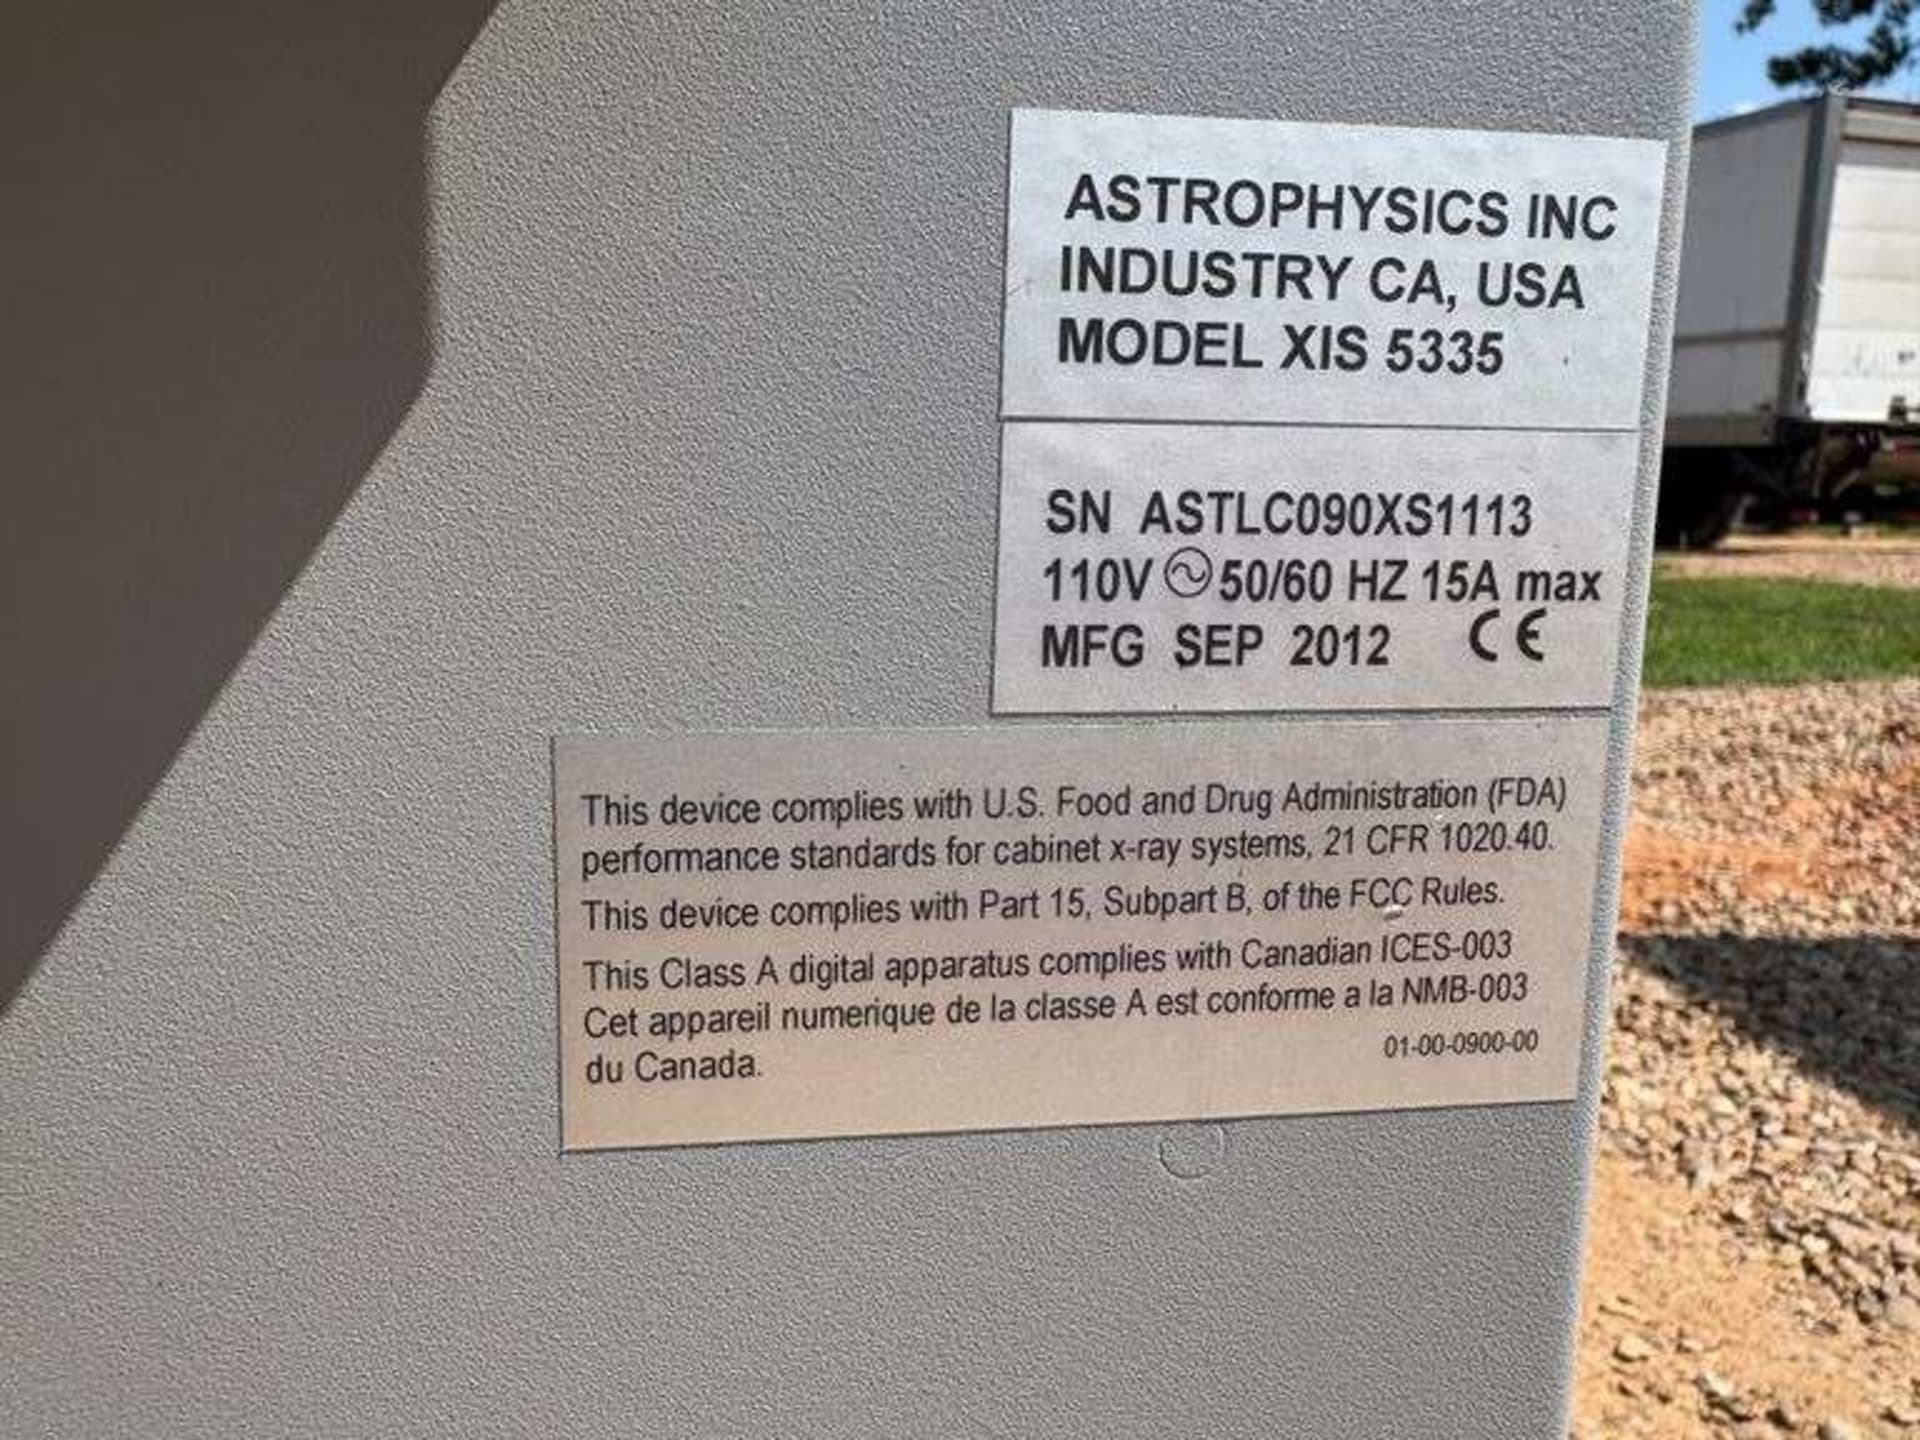 ASTROPHYSICS INC
INDUSTRY CA, USA
MODEL XIS 5335
SN ASTLC090XS1113
110V 50/60 HZ 15A max
MFG SEP 2012 CE
This device complies with U.S. Food and Drug Administration (FDA)
performance standards for cabinet x-ray systems, 21 CFR 1020.40.
This device complies with Part 15, Subpart B, of the FCC Rules.
This Class A digital apparatus complies with Canadian ICES-003
Cet appareil numerique de la classe A est conforme a la NMB-003
du Canada.
01-00-0900-00